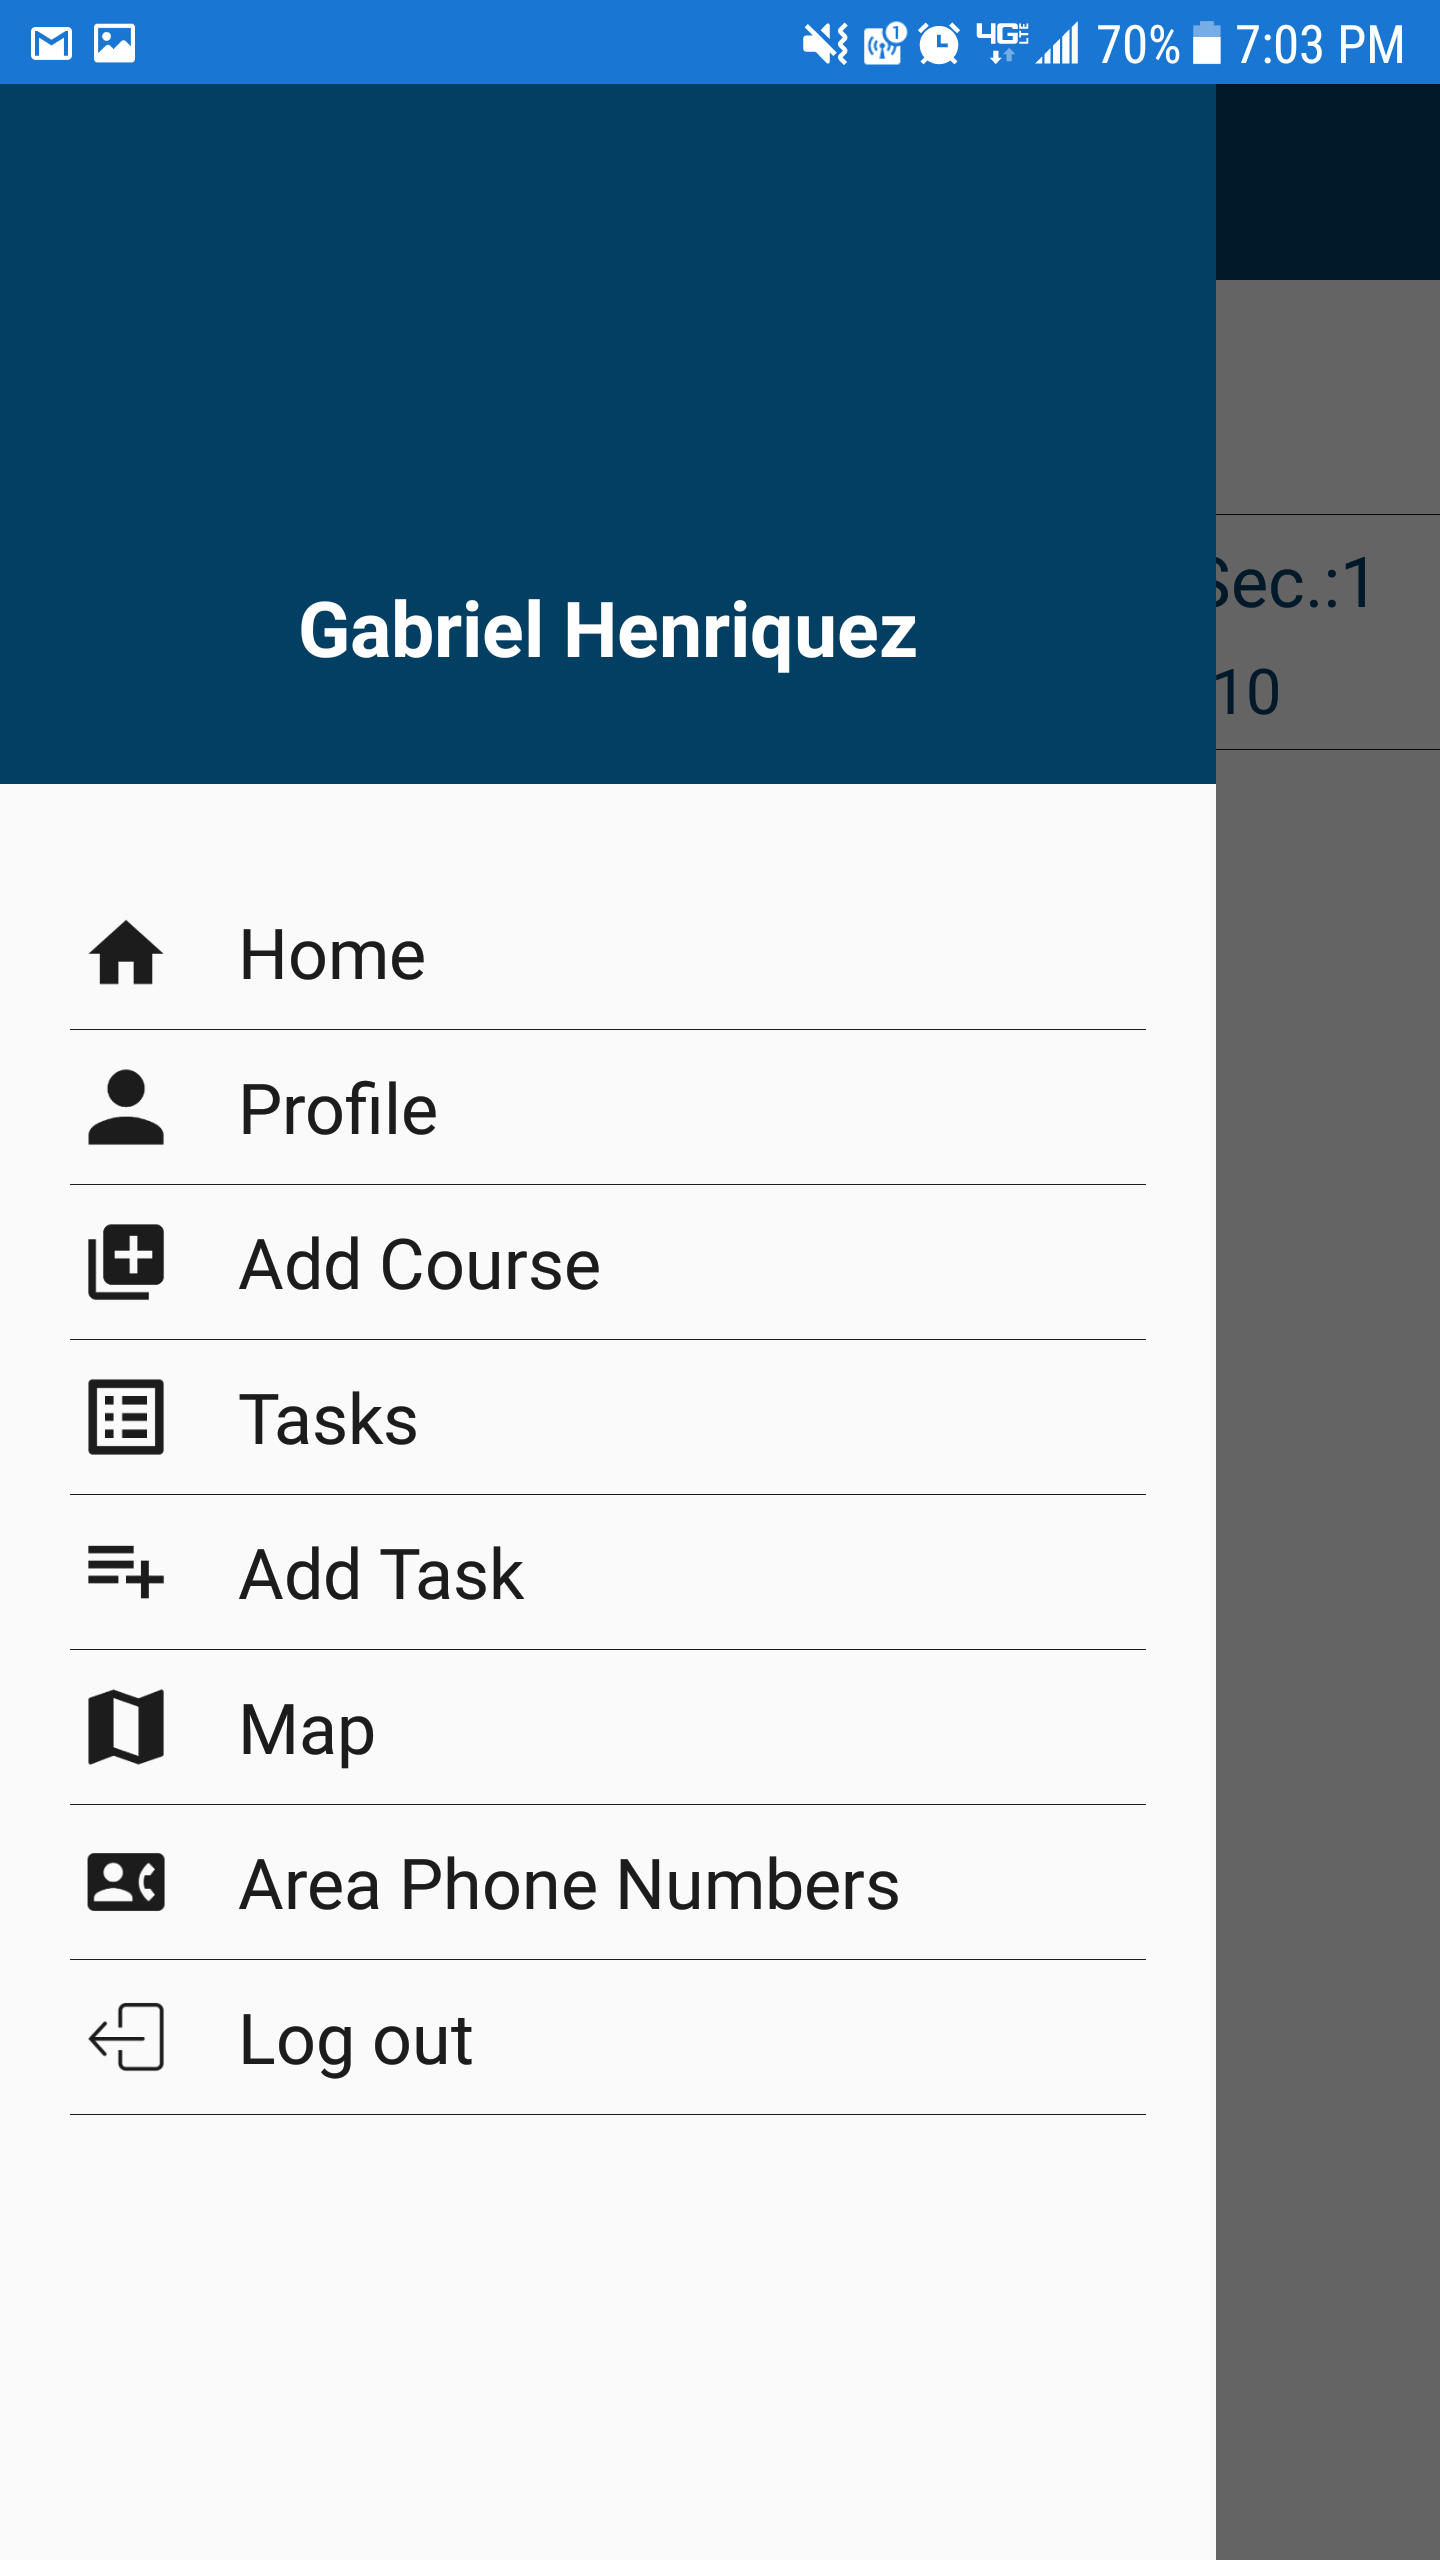 4G LTE 70% 7:03 PM
Gabriel Henriquez
Sec.:1
10
Home
Profile
Add Course
Tasks
Add Task
Map
Area Phone Numbers
Log out